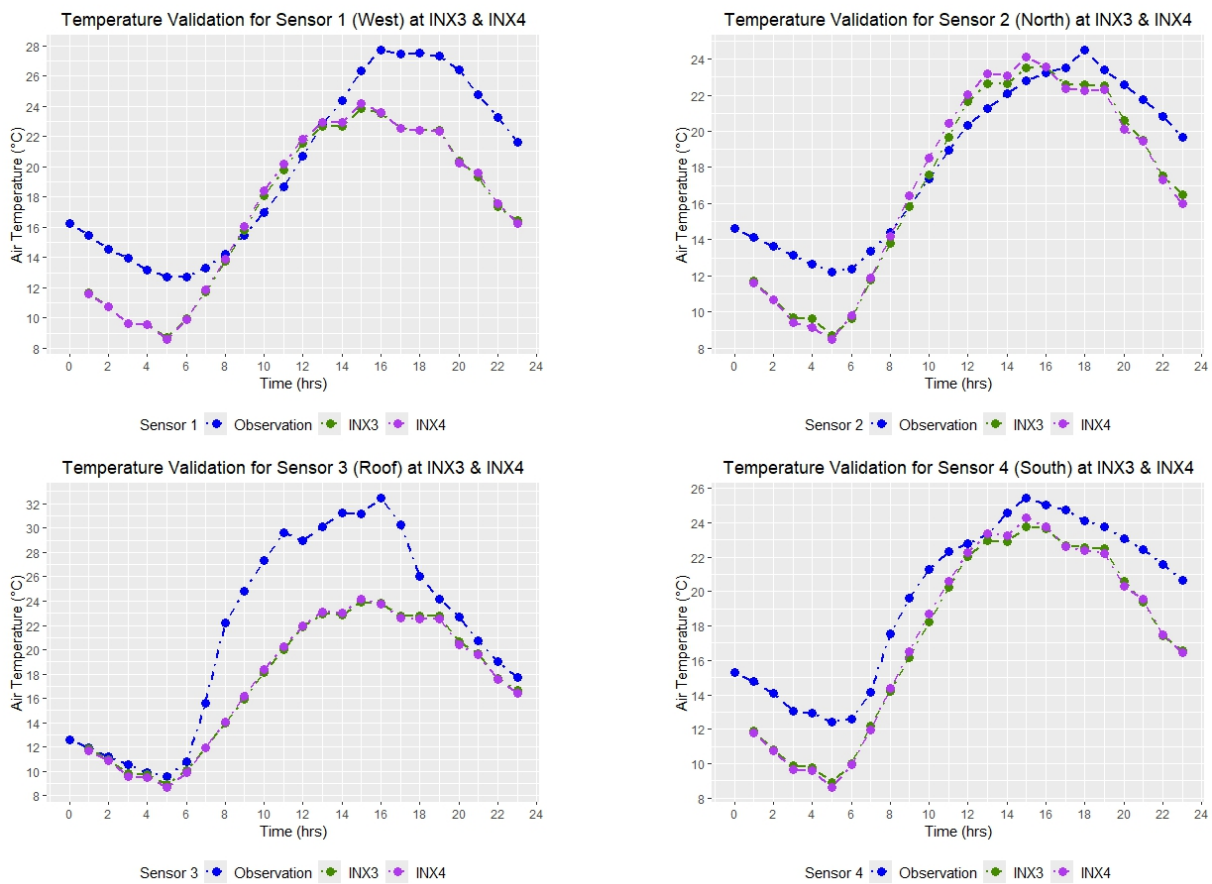 Temperature Validation for Sensor 1 (West) at INX3 & INX4
Air Temperature (°C)
28
26
24
22
20
18
16
14
12
10
8
0 2 4 6 8 10 12 14 16 18 20 22 24
Time (hrs)
Sensor 1 Observation INX3 INX4
Temperature Validation for Sensor 2 (North) at INX3 & INX4
Air Temperature (°C)
24
22
20
18
16
14
12
10
8
0 2 4 6 8 10 12 14 16 18 20 22 24
Time (hrs)
Sensor 2 Observation INX3 INX4
Temperature Validation for Sensor 3 (Roof) at INX3 & INX4
Air Temperature (°C)
32
30
28
26
24
22
20
18
16
14
12
10
8
0 2 4 6 8 10 12 14 16 18 20 22 24
Time (hrs)
Sensor 3 Observation INX3 INX4
Temperature Validation for Sensor 4 (South) at INX3 & INX4
Air Temperature (°C)
26
24
22
20
18
16
14
12
10
8
0 2 4 6 8 10 12 14 16 18 20 22 24
Time (hrs)
Sensor 4 Observation INX3 INX4